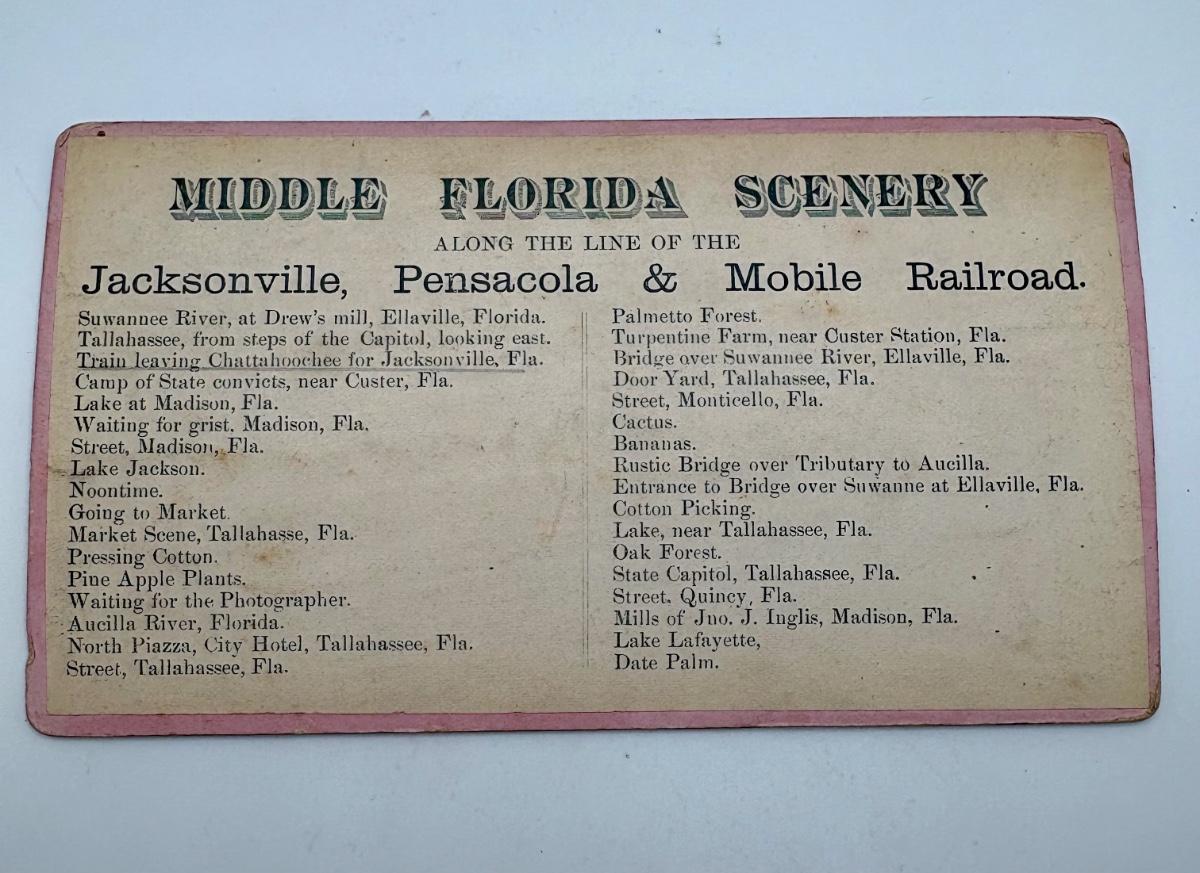 MIDDLE FLORIDA SCENERY
ALONG THE LINE OF THE
Jacksonville, Pensacola & Mobile Railroad.
Suwannee River, at Drew's mill, Ellaville, Florida.
Tallahassee, from steps of the Capitol, looking east.
Train leaving Chattahoochee for Jacksonville, Fla.
Camp of State convicts, near Custer, Fla.
Lake at Madison, Fla.
Waiting for grist. Madison, Fla.
Street, Madison, Fla.
Lake Jackson.
Noontime.
Going to Market.
Market Scene, Tallahasse, Fla.
Pressing Cotton.
Pine Apple Plants.
Waiting for the Photographer.
Aucilla River, Florida.
North Piazza, City Hotel, Tallahassee, Fla.
Street, Tallahassee, Fla.
Palmetto Forest.
Turpentine Farm, near Custer Station, Fla.
Bridge over Suwannee River, Ellaville, Fla.
Door Yard, Tallahassee, Fla.
Street, Monticello, Fla.
Cactus.
Bananas.
Rustic Bridge over Tributary to Aucilla.
Entrance to Bridge over Suwanne at Ellaville, Fla.
Cotton Picking.
Lake, near Tallahassee, Fla.
Oak Forest.
State Capitol, Tallahassee, Fla.
Street, Quincy, Fla.
Mills of Jno. J. Inglis, Madison, Fla.
Lake Lafayette,
Date Palm.